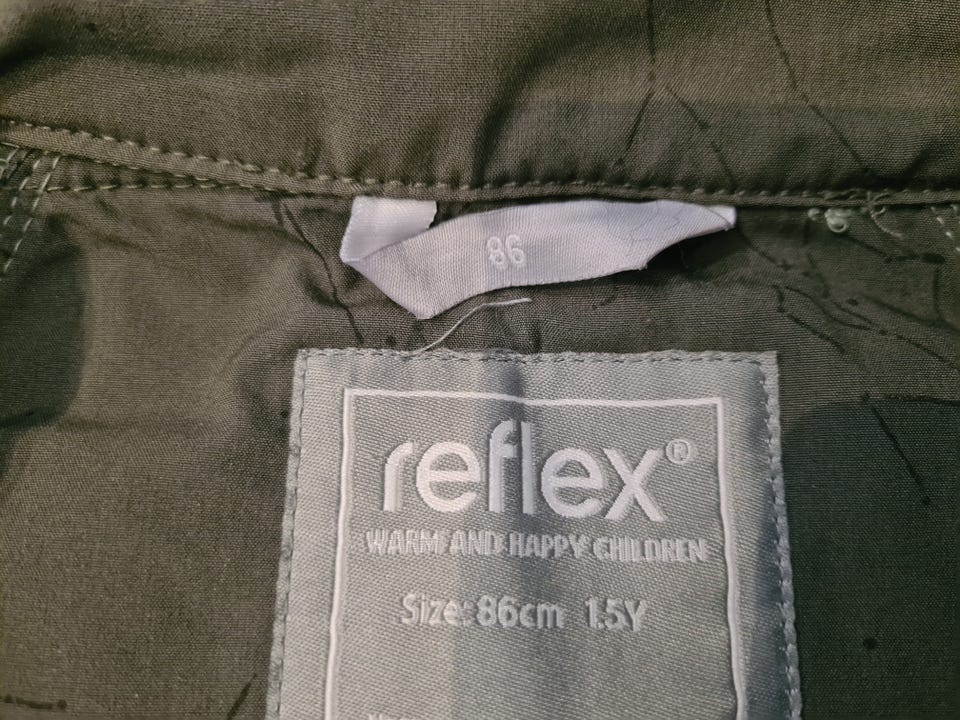 86
reflex®
WARM AND HAPPY CHILDREN
Size: 86cm 1.5Y